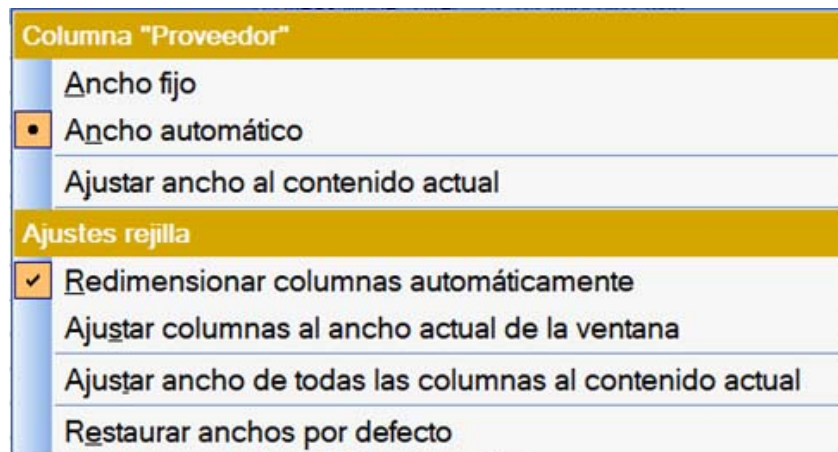 Columna "Proveedor"
Ancho fijo
Ancho automático
Ajustar ancho al contenido actual
Ajustes rejilla
Redimensionar columnas automáticamente
Ajustar columnas al ancho actual de la ventana
Ajustar ancho de todas las columnas al contenido actual
Restaurar anchos por defecto